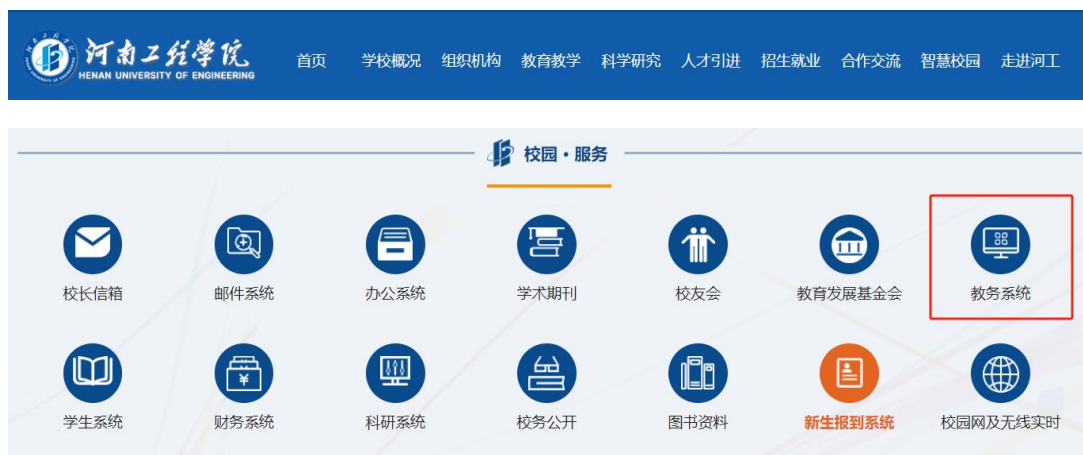 河南工程学院
HENAN UNIVERSITY OF ENGINEERING
首页 学校概况 组织机构 教育教学 科学研究 人才引进 招生就业 合作交流 智慧校园 走进河工
校园·服务
校长信箱 邮件系统 办公系统 学术期刊 校友会 教育发展基金会 教务系统
学生系统 财务系统 科研系统 校务公开 图书资料 新生报到系统 校园网及无线实时